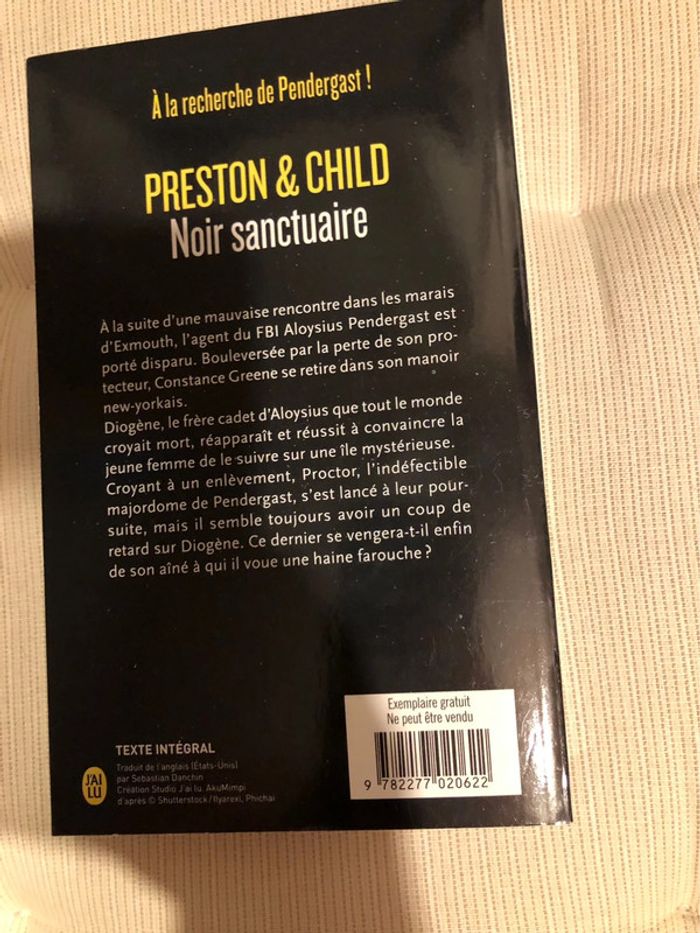 À la recherche de Pendergast !
PRESTON & CHILD
Noir sanctuaire
À la suite d'une mauvaise rencontre dans les marais
d'Exmouth, l'agent du FBI Aloysius Pendergast est
porté disparu. Bouleversée par la perte de son pro-
tecteur, Constance Greene se retire dans son manoir
new-yorkais.
Diogène, le frère cadet d'Aloysius que tout le monde
croyait mort, réapparaît et réussit à convaincre la
jeune femme de le suivre sur une île mystérieuse.
Croyant à un enlèvement, Proctor, l'indéfectible
majordome de Pendergast, s'est lancé à leur pour-
suite, mais il semble toujours avoir un coup de
retard sur Diogène. Ce dernier se vengera-t-il enfin
de son aîné à qui il voue une haine farouche ?
Exemplaire gratuit
Ne peut être vendu
9 782277 020622
J'AI
LU
TEXTE INTÉGRAL
Traduit de l'anglais (États-Unis)
par Sebastian Danchin
Création Studio J'ai lu. AkuMimpi
d'après © Shutterstock / Ilyarexi, Phichai